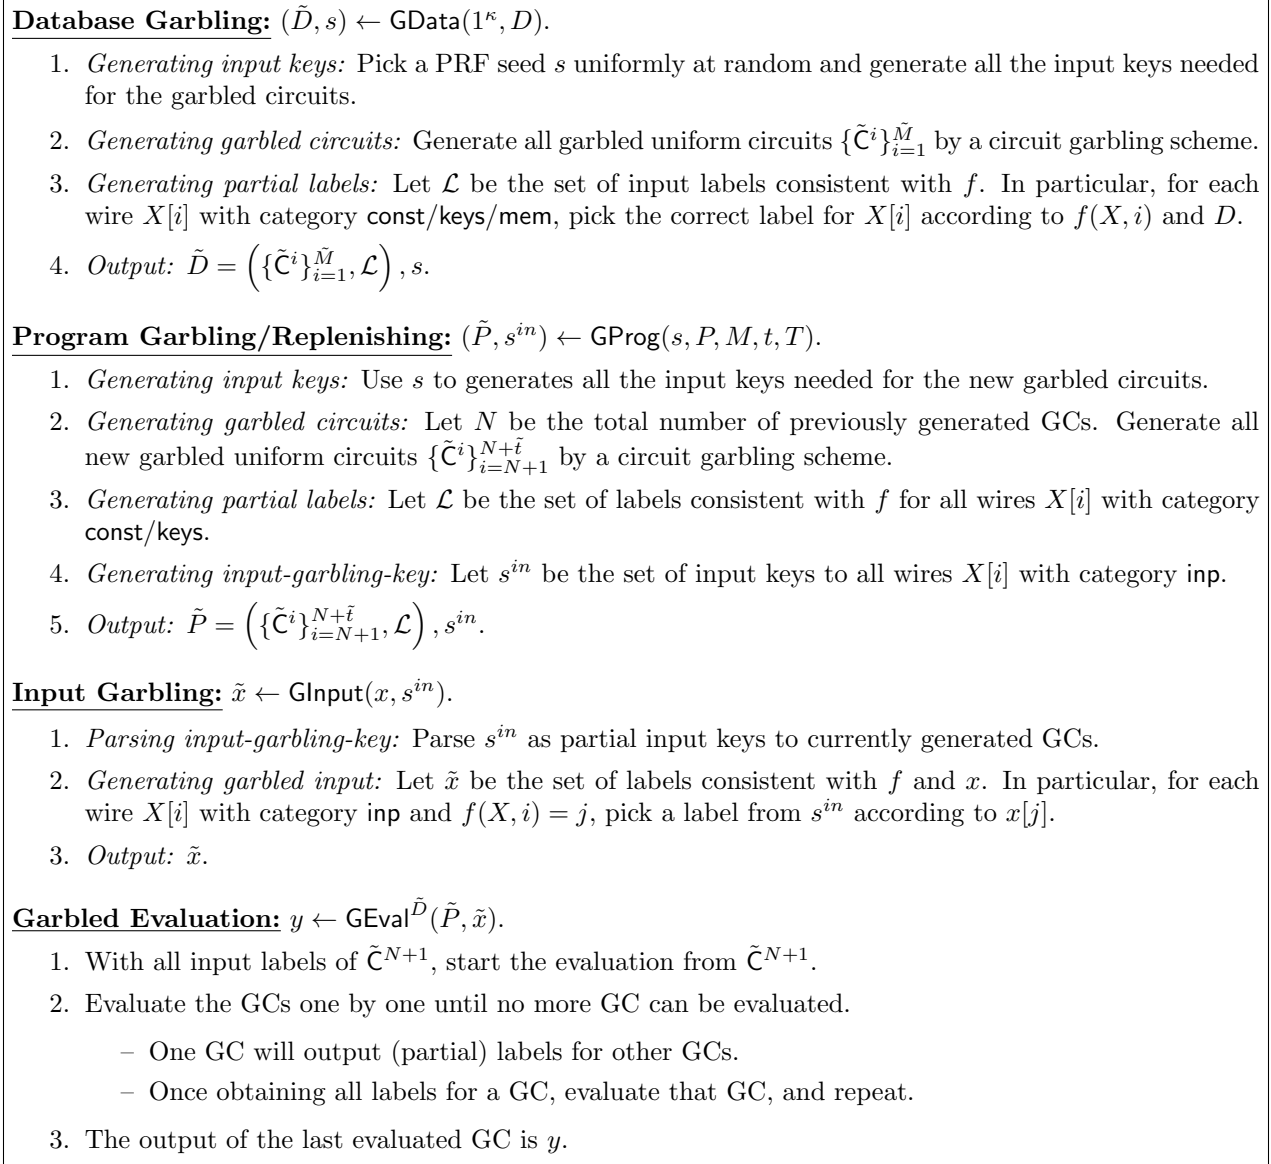 Database Garbling: (D̃, s) ← GData(1^κ, D).
1. Generating input keys: Pick a PRF seed s uniformly at random and generate all the input keys needed
for the garbled circuits.
2. Generating garbled circuits: Generate all garbled uniform circuits {C̃^i}_{i=1}^{M̃} by a circuit garbling scheme.
3. Generating partial labels: Let ℒ be the set of input labels consistent with f. In particular, for each
wire X[i] with category const/keys/mem, pick the correct label for X[i] according to f(X, i) and D.
4. Output: D̃ = ({C̃^i}_{i=1}^{M̃}, ℒ), s.
Program Garbling/Replenishing: (P̃, s^{in}) ← GProg(s, P, M, t, T).
1. Generating input keys: Use s to generates all the input keys needed for the new garbled circuits.
2. Generating garbled circuits: Let N be the total number of previously generated GCs. Generate all
new garbled uniform circuits {C̃^i}_{i=N+1}^{N+t̃} by a circuit garbling scheme.
3. Generating partial labels: Let ℒ be the set of labels consistent with f for all wires X[i] with category
const/keys.
4. Generating input-garbling-key: Let s^{in} be the set of input keys to all wires X[i] with category inp.
5. Output: P̃ = ({C̃^i}_{i=N+1}^{N+t̃}, ℒ), s^{in}.
Input Garbling: x̃ ← GInput(x, s^{in}).
1. Parsing input-garbling-key: Parse s^{in} as partial input keys to currently generated GCs.
2. Generating garbled input: Let x̃ be the set of labels consistent with f and x. In particular, for each
wire X[i] with category inp and f(X, i) = j, pick a label from s^{in} according to x[j].
3. Output: x̃.
Garbled Evaluation: y ← GEval^{D̃}(P̃, x̃).
1. With all input labels of C̃^{N+1}, start the evaluation from C̃^{N+1}.
2. Evaluate the GCs one by one until no more GC can be evaluated.
– One GC will output (partial) labels for other GCs.
– Once obtaining all labels for a GC, evaluate that GC, and repeat.
3. The output of the last evaluated GC is y.